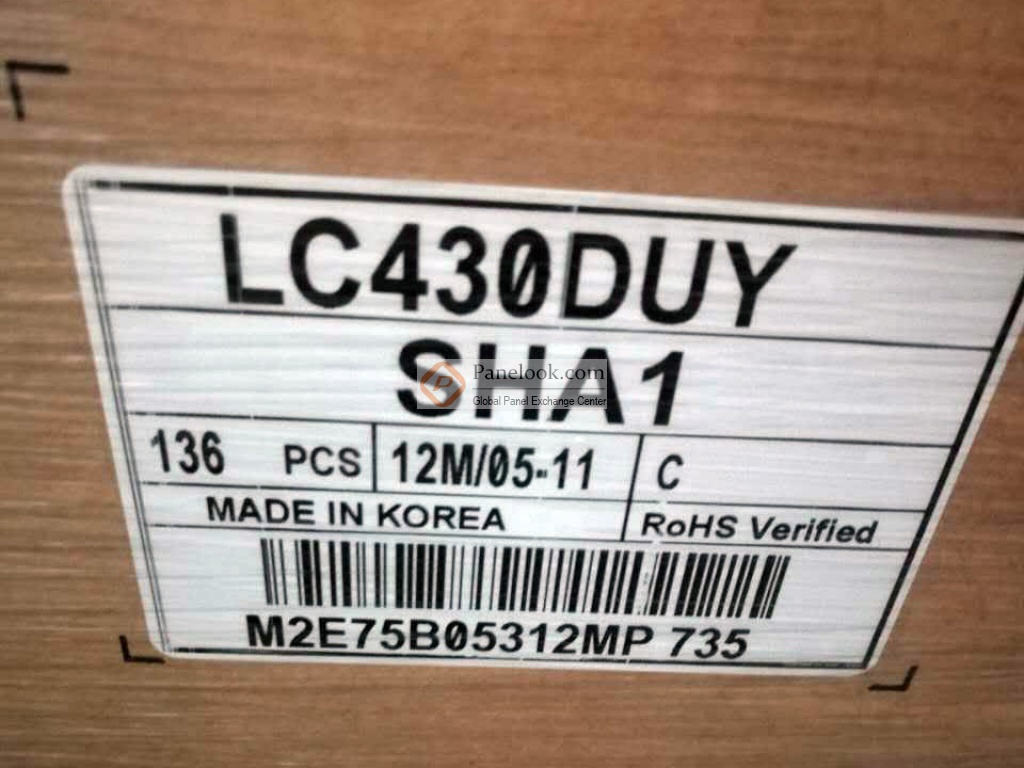 LC430DUY
SHA1
Panelook.com
Global Panel Exchange Center
136 PCS 12M/05-11 C
MADE IN KOREA RoHS Verified
M2E75B05312MP 735